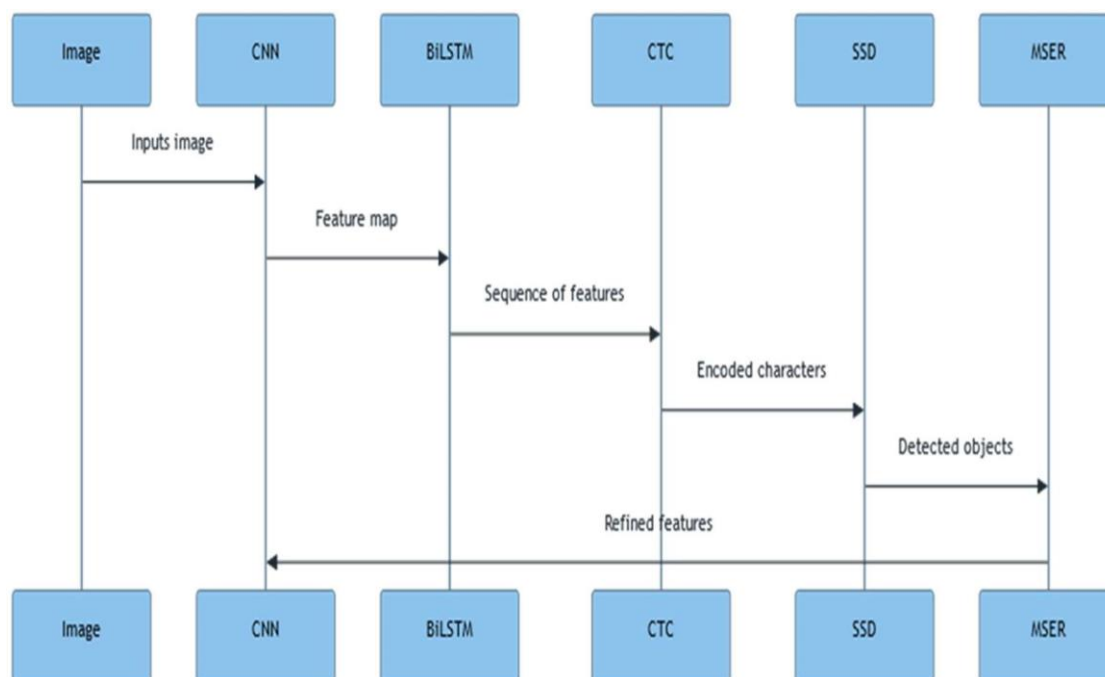 Image CNN BiLSTM CTC SSD MSER
Inputs image
Feature map
Sequence of features
Encoded characters
Detected objects
Refined features
Image CNN BiLSTM CTC SSD MSER